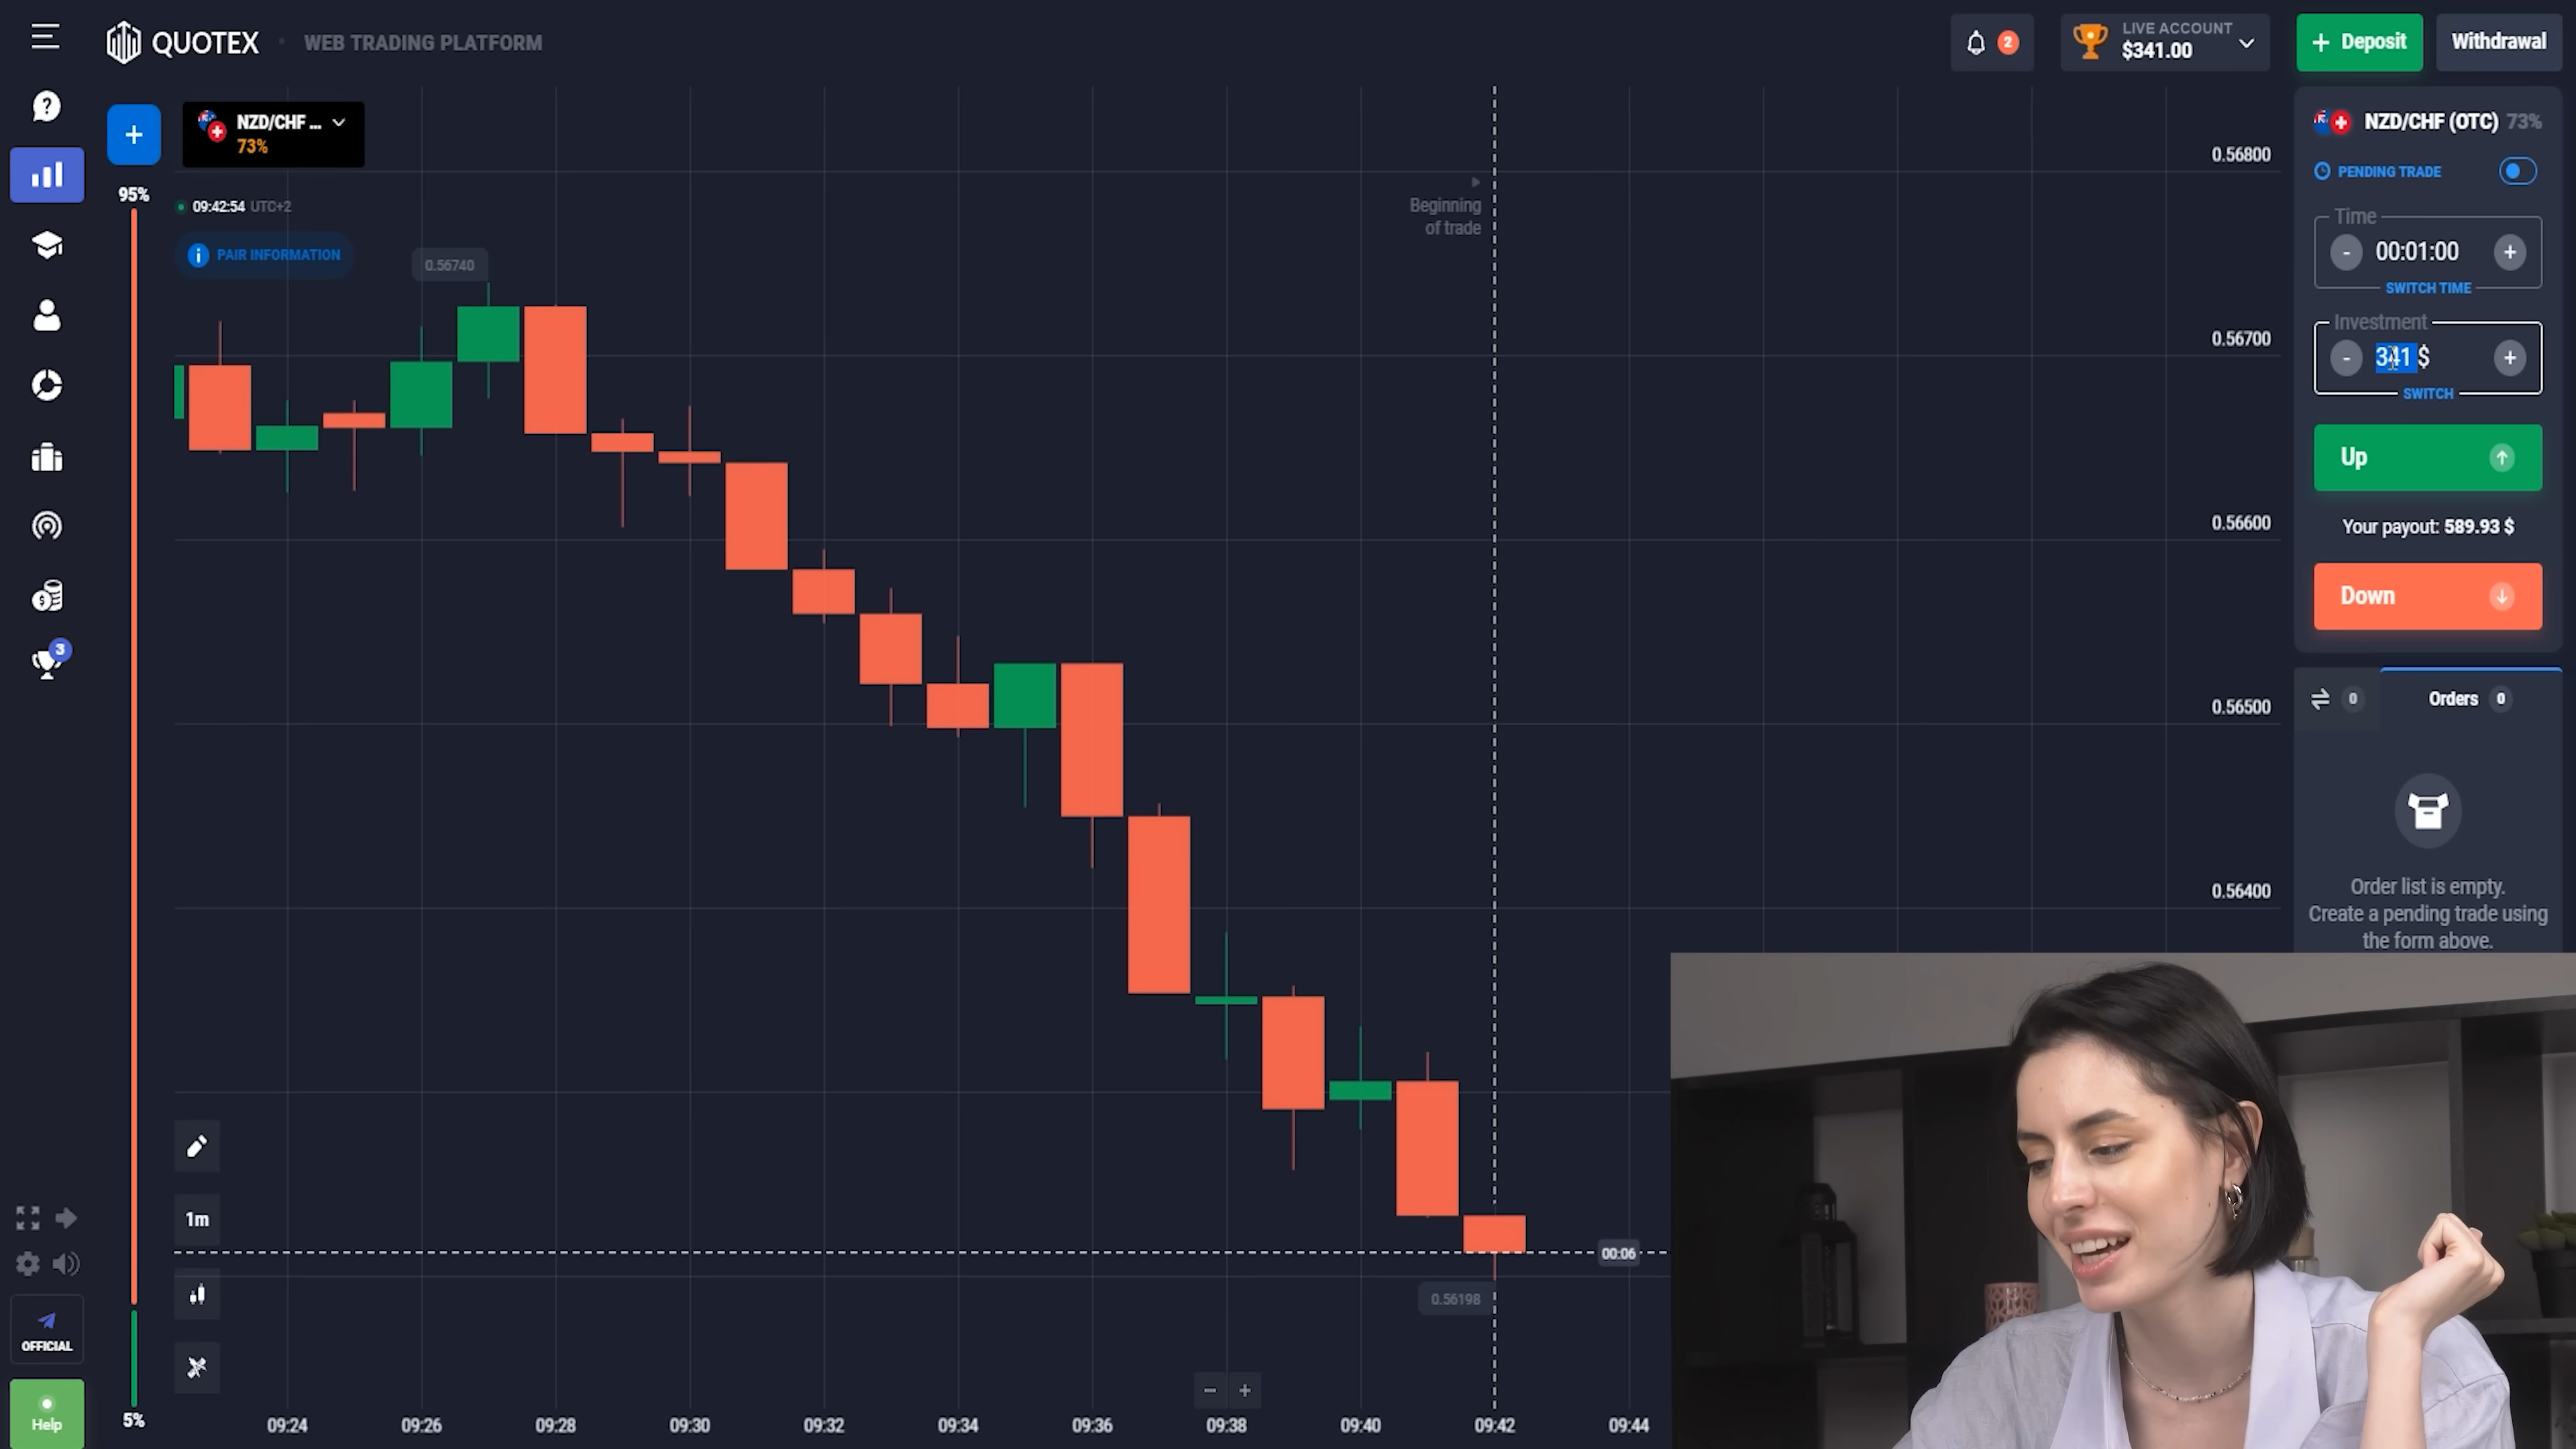 QUOTEX • WEB TRADING PLATFORM
2
LIVE ACCOUNT
$341.00
+ Deposit
Withdrawal
+
NZD/CHF ...
73%
95%
09:42:54 UTC+2
PAIR INFORMATION
0.56740
Beginning
of trade
0.56800
0.56700
0.56600
0.56500
0.56400
NZD/CHF (OTC) 73%
PENDING TRADE
Time
- 00:01:00 +
SWITCH TIME
Investment
- 341 $ +
SWITCH
Up
Your payout: 589.93 $
Down
0
Orders 0
Order list is empty.
Create a pending trade using
the form above.
3
1m
00:06
0.56198
- +
OFFICIAL
Help
5%
09:24 09:26 09:28 09:30 09:32 09:34 09:36 09:38 09:40 09:42 09:44